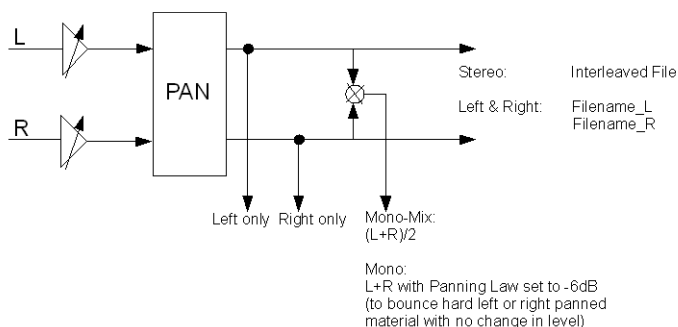 L
R
PAN
Stereo: Interleaved File
Left & Right: Filename_L
Filename_R
Left only Right only Mono-Mix:
(L+R)/2
Mono:
L+R with Panning Law set to -6dB
(to bounce hard left or right panned
material with no change in level)